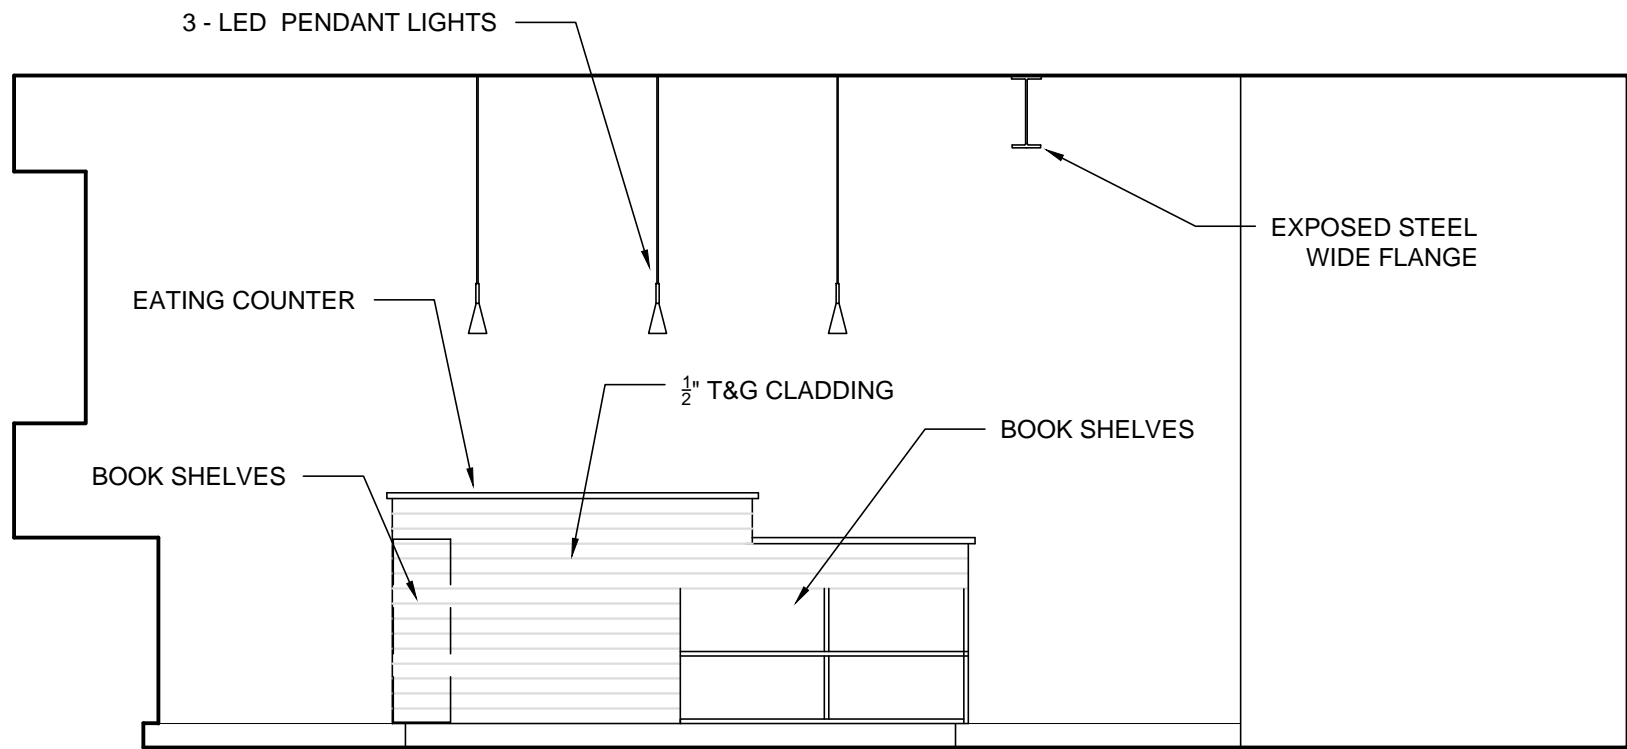 3 - LED  PENDANT LIGHTS
EXPOSED STEEL
WIDE FLANGE
EATING COUNTER
½" T&G CLADDING
BOOK SHELVES
BOOK SHELVES